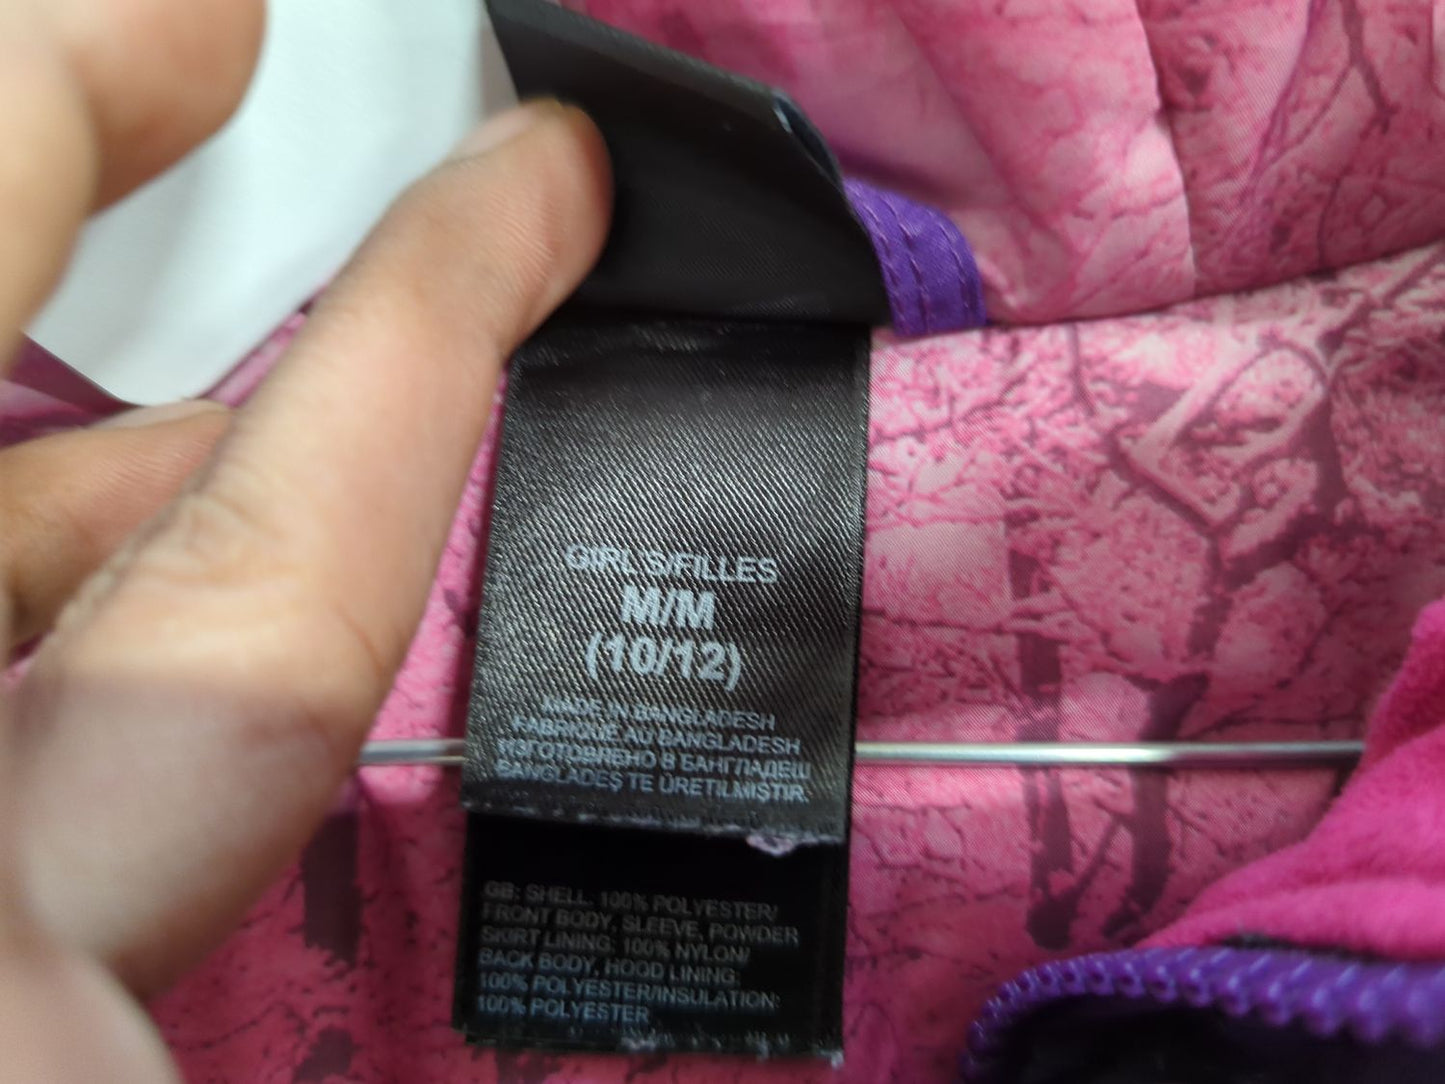 GIRL'S/FILLES
M/M
(10/12)
MADE IN BANGLADESH
FABRIQUE AU BANGLADESH
ИЗГОТОВЛЕНО В БАНГЛАДЕШ
BANGLADEŞ'TE ÜRETILMIŞTIR.
GB: SHELL: 100% POLYESTER/
FRONT BODY, SLEEVE, POWDER
SKIRT LINING: 100% NYLON/
BACK BODY, HOOD LINING:
100% POLYESTER/INSULATION:
100% POLYESTER